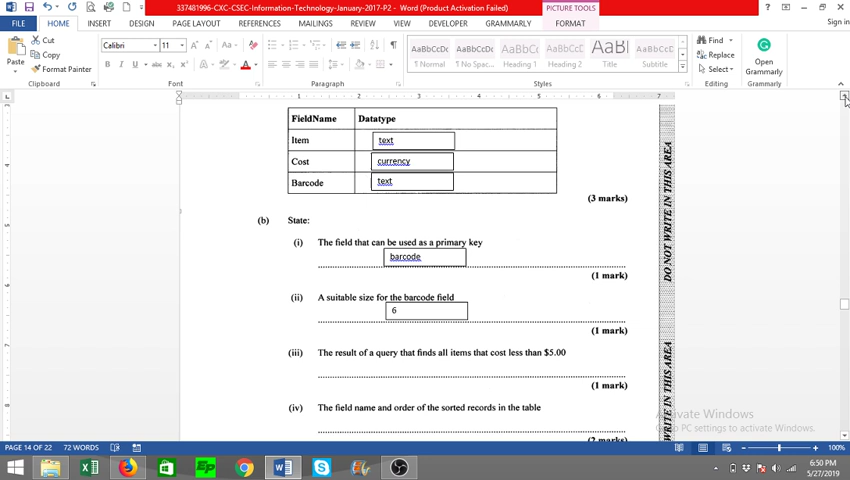 337481996-CXC-CSEC-Information-Technology-January-2017-P2 - Word (Product Activation Failed)
PICTURE TOOLS
FILE HOME INSERT DESIGN PAGE LAYOUT REFERENCES MAILINGS REVIEW VIEW DEVELOPER GRAMMARLY FORMAT
Sign in
Paste
Cut
Copy
Format Painter
Clipboard
Calibri 11
Font
Paragraph
AaBbCcDc AaBbCcDc AaBbCc AaBbCcC AaBl AaBbCcC
¶ Normal ¶ No Spac... Heading 1 Heading 2 Title Subtitle
Styles
Find
Replace
Select
Editing
Open Grammarly
Grammarly
FieldName Datatype
Item text
Cost currency
Barcode text
(3 marks)
(b) State:
(i) The field that can be used as a primary key
barcode
(1 mark)
(ii) A suitable size for the barcode field
6
(1 mark)
(iii) The result of a query that finds all items that cost less than $5.00
(1 mark)
(iv) The field name and order of the sorted records in the table
(2 marks)
DO NOT WRITE IN THIS AREA
WRITE IN THIS AREA
Activate Windows
Go to PC settings to activate Windows.
PAGE 14 OF 22 72 WORDS
100%
6:50 PM
5/27/2019